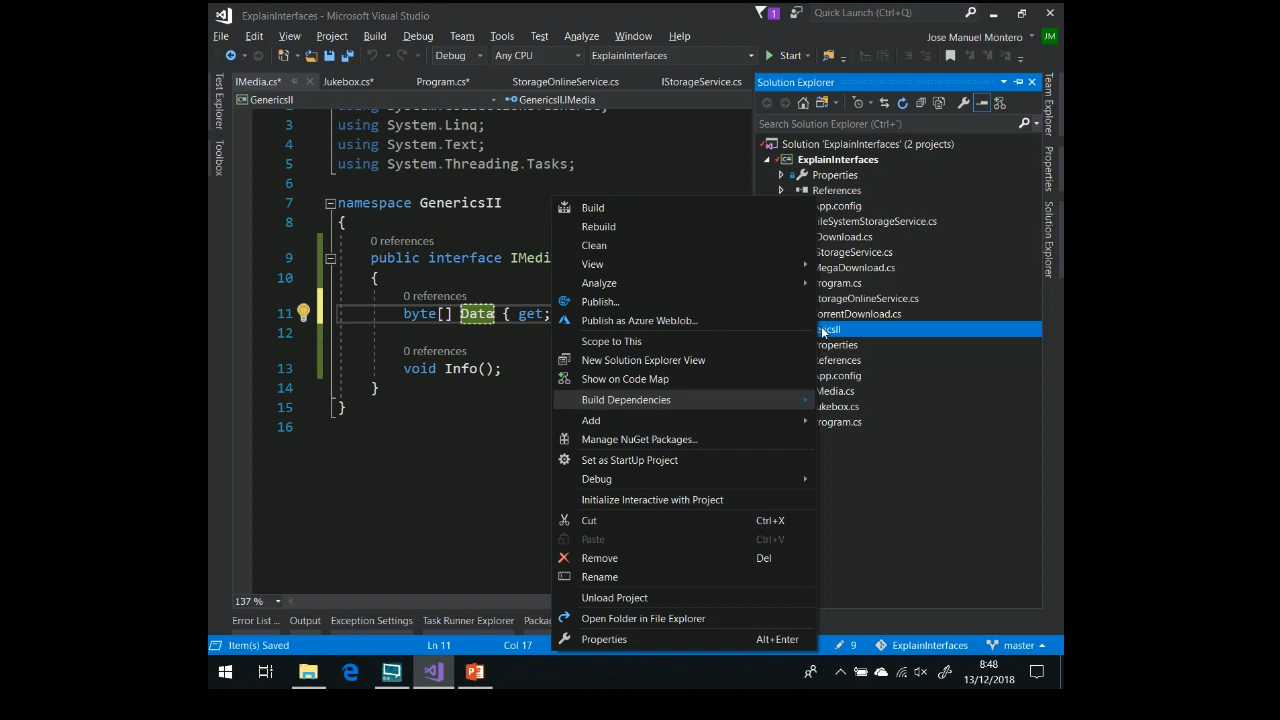 ExplainInterfaces - Microsoft Visual Studio
1
Quick Launch (Ctrl+Q)
File Edit View Project Build Debug Team Tools Test Analyze Window Help
Jose Manuel Montero
JM
Debug
Any CPU
ExplainInterfaces
Start
IMedia.cs*
Jukebox.cs*
Program.cs*
StorageOnlineService.cs
IStorageService.cs
GenericsII
GenericsII.IMedia
Test Explorer
Toolbox
3 using System.Linq;
4 using System.Text;
5 using System.Threading.Tasks;
6
7 namespace GenericsII
8 {
0 references
9 public interface IMedi
10 {
0 references
11 byte[] Data { get;
12
0 references
13 void Info();
14 }
15 }
16
137 %
Build
Rebuild
Clean
View
Analyze
Publish...
Publish as Azure WebJob...
Scope to This
New Solution Explorer View
Show on Code Map
Build Dependencies
Add
Manage NuGet Packages...
Set as StartUp Project
Debug
Initialize Interactive with Project
Cut Ctrl+X
Paste Ctrl+V
Remove Del
Rename
Unload Project
Open Folder in File Explorer
Properties Alt+Enter
Solution Explorer
Search Solution Explorer (Ctrl+¨)
Solution 'ExplainInterfaces' (2 projects)
ExplainInterfaces
Properties
References
App.config
ileSystemStorageService.cs
Download.cs
StorageService.cs
MegaDownload.cs
rogram.cs
torageOnlineService.cs
orrentDownload.cs
csII
roperties
eferences
App.config
Media.cs
ukebox.cs
rogram.cs
Team Explorer
Properties
Solution Explorer
Error List ...
Output
Exception Settings
Task Runner Explorer
Packa
Item(s) Saved
Ln 11
Col 17
9
ExplainInterfaces
master
8:48
13/12/2018